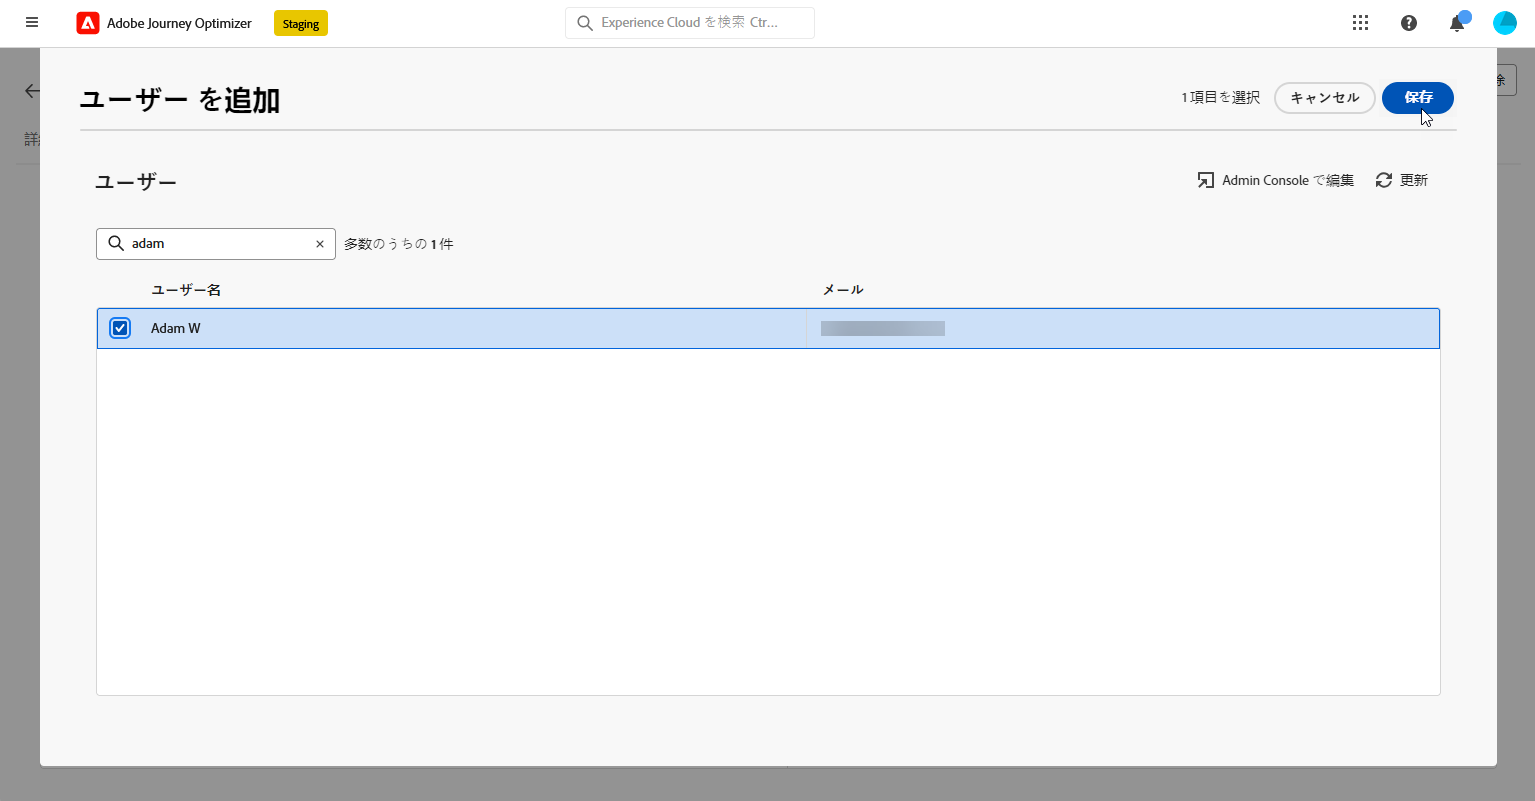 Adobe Journey Optimizer
Staging
Experience Cloud を検索 Ctr...
除
詳
ユーザー を追加
1 項目を選択
キャンセル
保存
ユーザー
Admin Console で編集
更新
adam
多数のうちの 1 件
ユーザー名
メール
Adam W